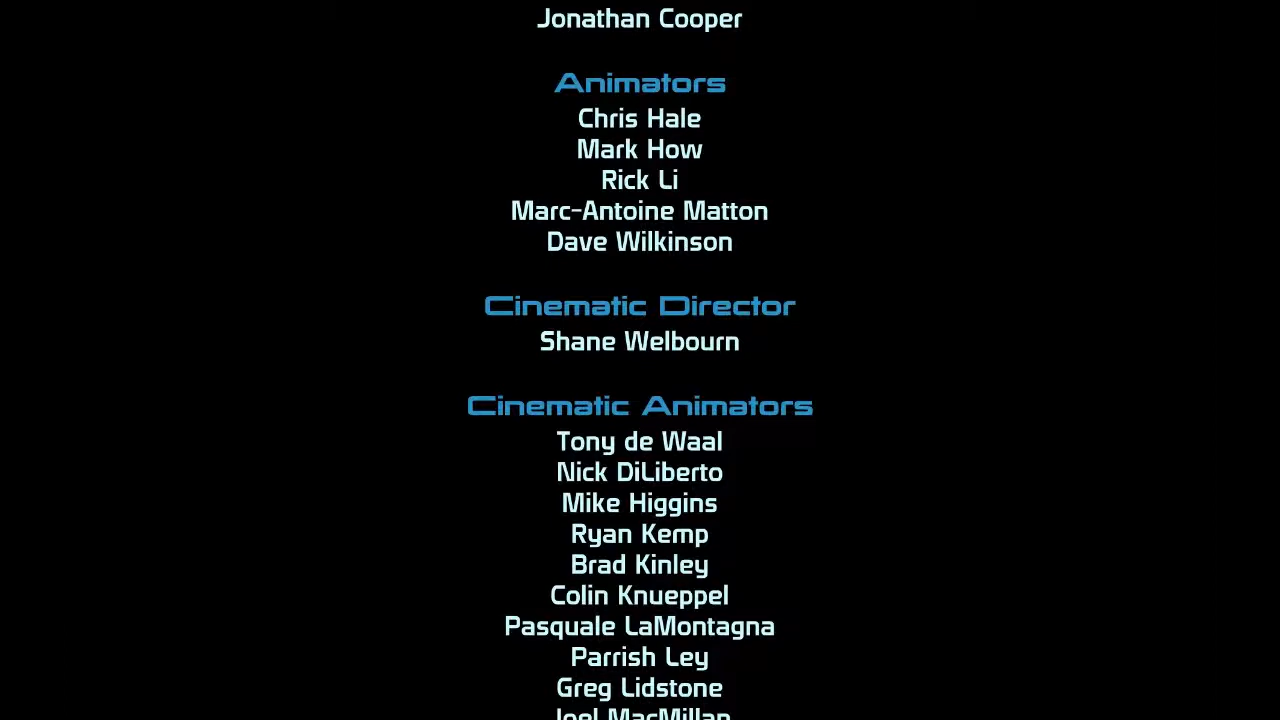 Jonathan Cooper
Animators
Chris Hale
Mark How
Rick Li
Marc-Antoine Matton
Dave Wilkinson
Cinematic Director
Shane Welbourn
Cinematic Animators
Tony de Waal
Nick DiLiberto
Mike Higgins
Ryan Kemp
Brad Kinley
Colin Knueppel
Pasquale LaMontagna
Parrish Ley
Greg Lidstone
Joel MacMillan